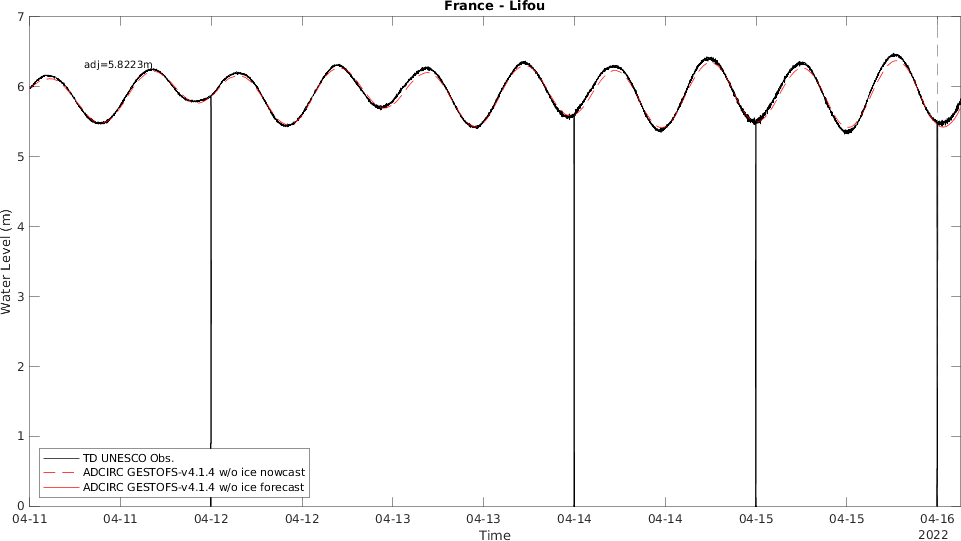 France - Lifou
7
6
5
4
3
2
1
0
Water Level (m)
adj=5.8223m
TD UNESCO Obs.
ADCIRC GESTOFS-v4.1.4 w/o ice nowcast
ADCIRC GESTOFS-v4.1.4 w/o ice forecast
04-11 04-11 04-12 04-12 04-13 04-13 04-14 04-14 04-15 04-15 04-16
2022
Time